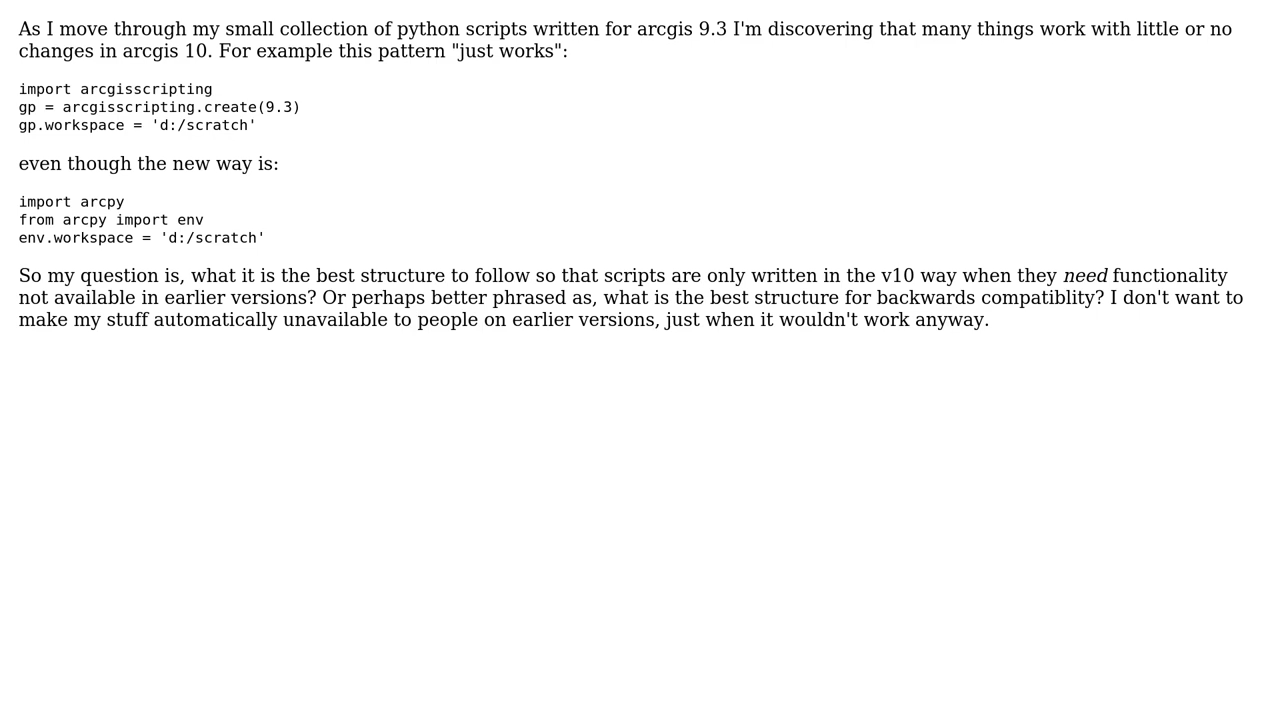 As I move through my small collection of python scripts written for arcgis 9.3 I'm discovering that many things work with little or no
changes in arcgis 10. For example this pattern "just works":
import arcgisscripting
gp = arcgisscripting.create(9.3)
gp.workspace = 'd:/scratch'
even though the new way is:
import arcpy
from arcpy import env
env.workspace = 'd:/scratch'
So my question is, what it is the best structure to follow so that scripts are only written in the v10 way when they need functionality
not available in earlier versions? Or perhaps better phrased as, what is the best structure for backwards compatiblity? I don't want to
make my stuff automatically unavailable to people on earlier versions, just when it wouldn't work anyway.